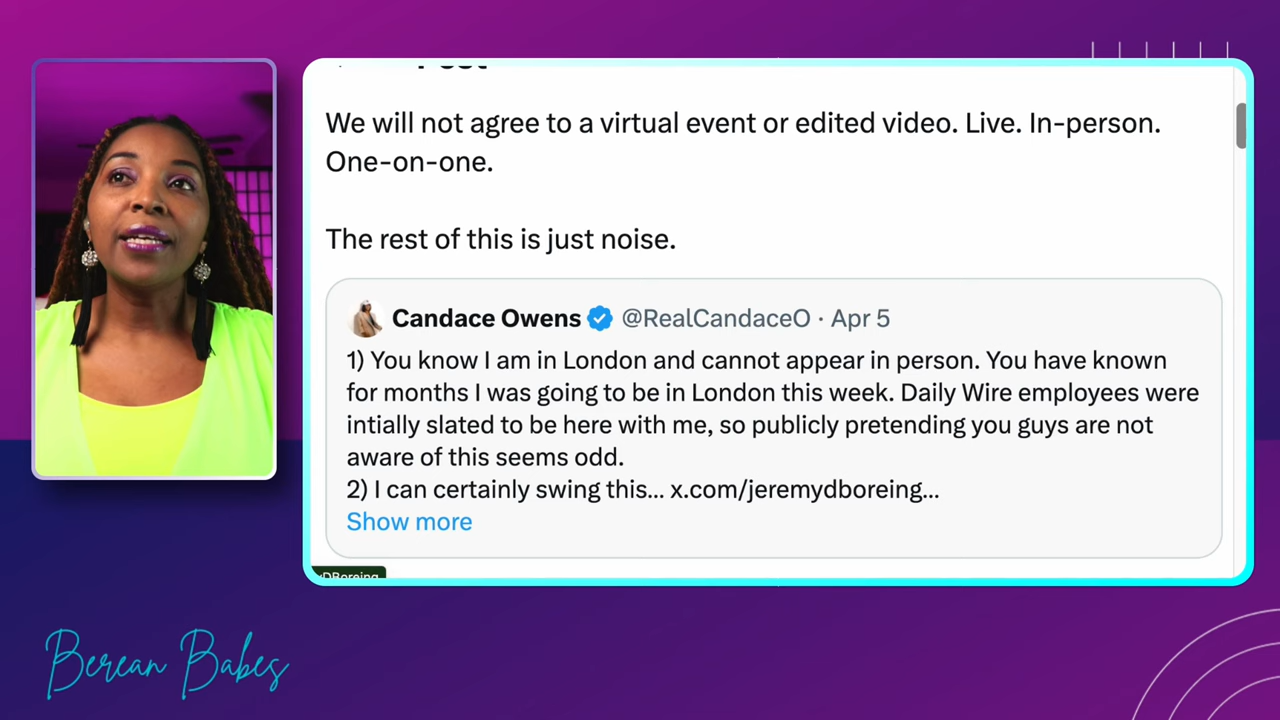 Post
We will not agree to a virtual event or edited video. Live. In-person.
One-on-one.
The rest of this is just noise.
Candace Owens @RealCandaceO · Apr 5
1) You know I am in London and cannot appear in person. You have known
for months I was going to be in London this week. Daily Wire employees were
intially slated to be here with me, so publicly pretending you guys are not
aware of this seems odd.
2) I can certainly swing this... x.com/jeremydboreing...
Show more
DBoreing
Berean Babes